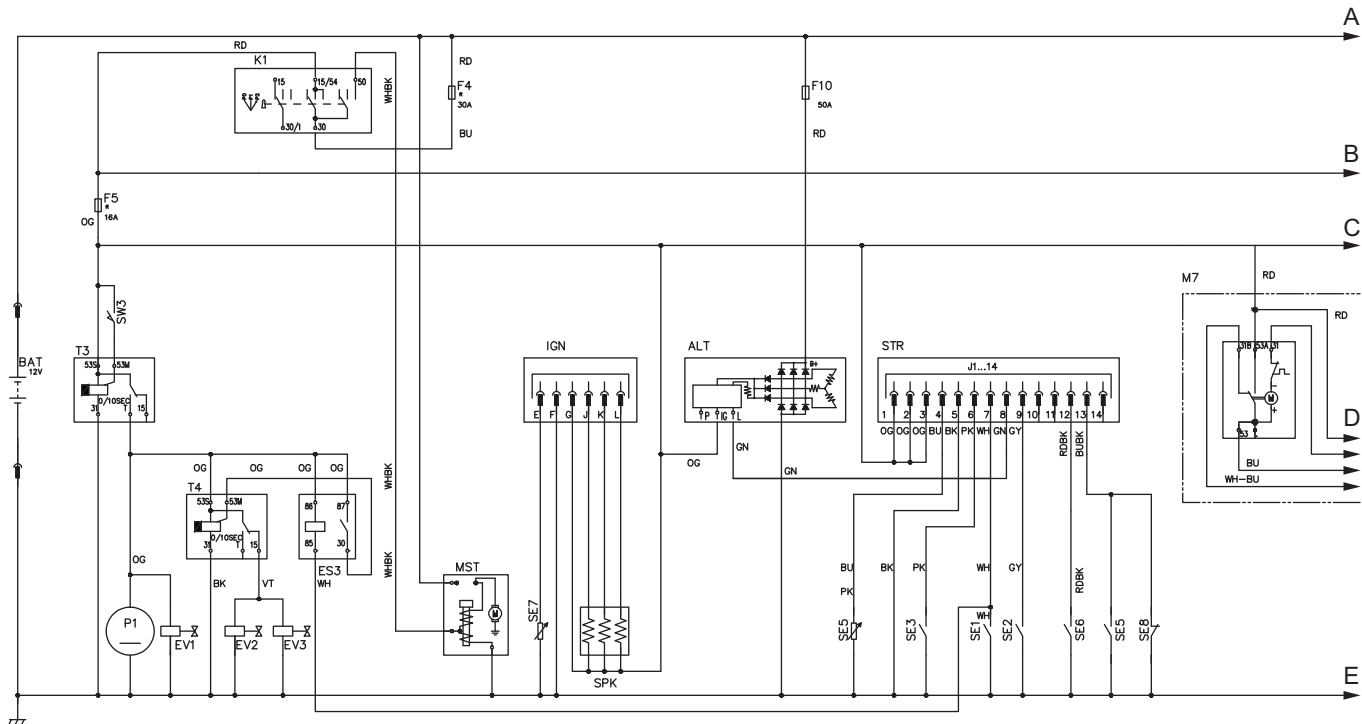 A
RD
K1
15
15/54
50
30/1
30
WHBK
RD
F4
30A
BU
F10
50A
RD
B
F5
16A
OG
C
SW3
BAT
12V
T3
53S
53M
0/10SEC
31
T
15
IGN
E F G J K L
ALT
B+
P IG L
STR
J1...14
1 2 3 4 5 6 7 8 9 10 11 12 13 14
OG OG OG BU BK PK WH GN GY
RDBK
BUBK
M7
RD
RD
31B 53A 31
M
53
D
BU
WH-BU
OG
GN
GN
OG OG OG OG
T4
53S
53M
0/10SEC
31
T
15
86
87
85
30
ES3
WHBK
WHBK
OG
BK
VT
WH
MST
M
P1
EV1
EV2
EV3
SE7
SPK
BU
PK
SE5
BK
PK
SE3
WH
WH
SE1
GY
SE2
RDBK
SE6
SE5
SE8
E